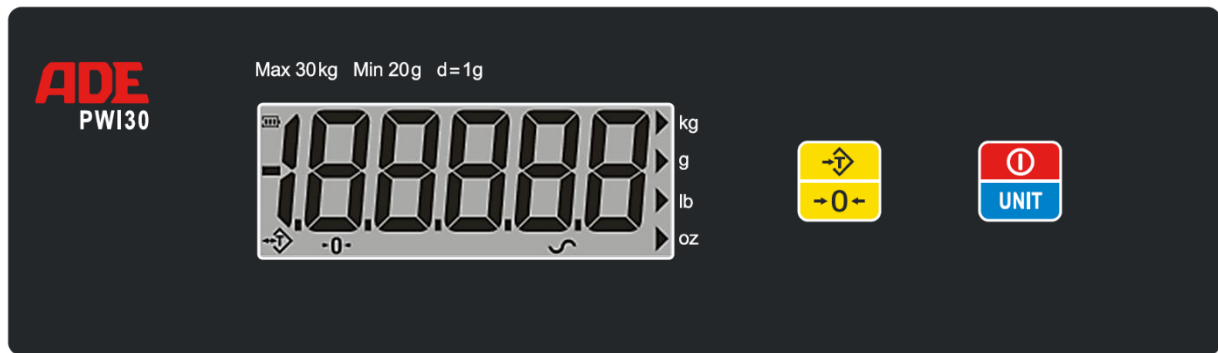 ADE
PWI30
Max 30kg Min 20g d=1g
-188888
kg
g
lb
oz
T
-0-
T
→0←
UNIT